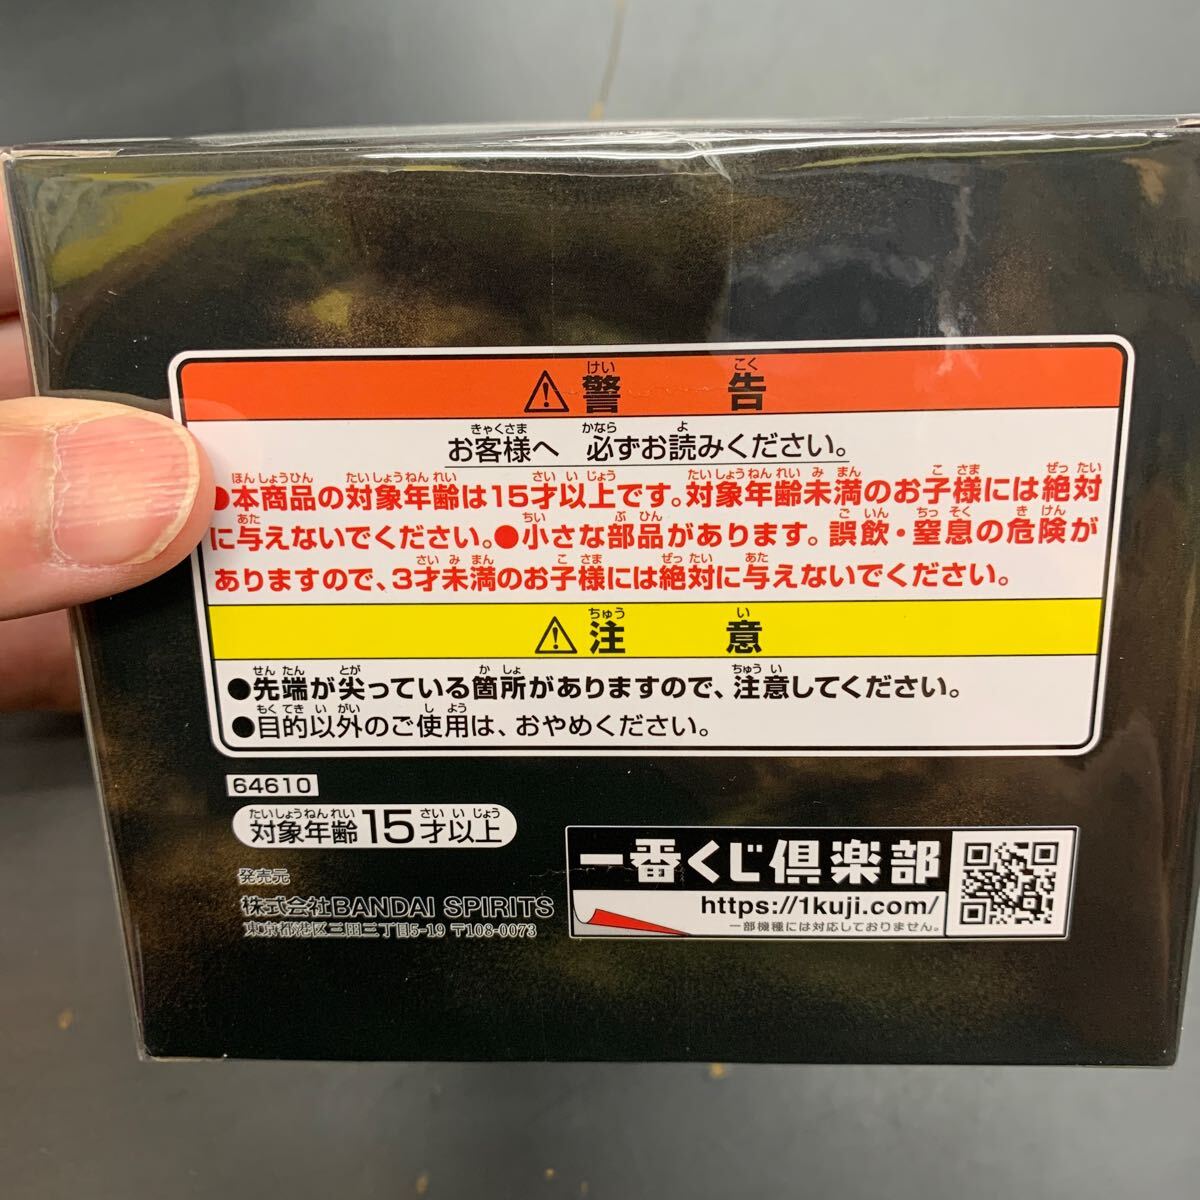 警告
お客様へ 必ずお読みください。
●本商品の対象年齢は15才以上です。対象年齢未満のお子様には絶対
に与えないでください。●小さな部品があります。誤飲・窒息の危険が
ありますので、3才未満のお子様には絶対に与えないでください。
注意
●先端が尖っている箇所がありますので、注意してください。
●目的以外のご使用は、おやめください。
64610
対象年齢15才以上
発売元
株式会社BANDAI SPIRITS
東京都港区三田三丁目5-19 〒108-0073
一番くじ倶楽部
https://1kuji.com/
一部機種には対応しておりません。